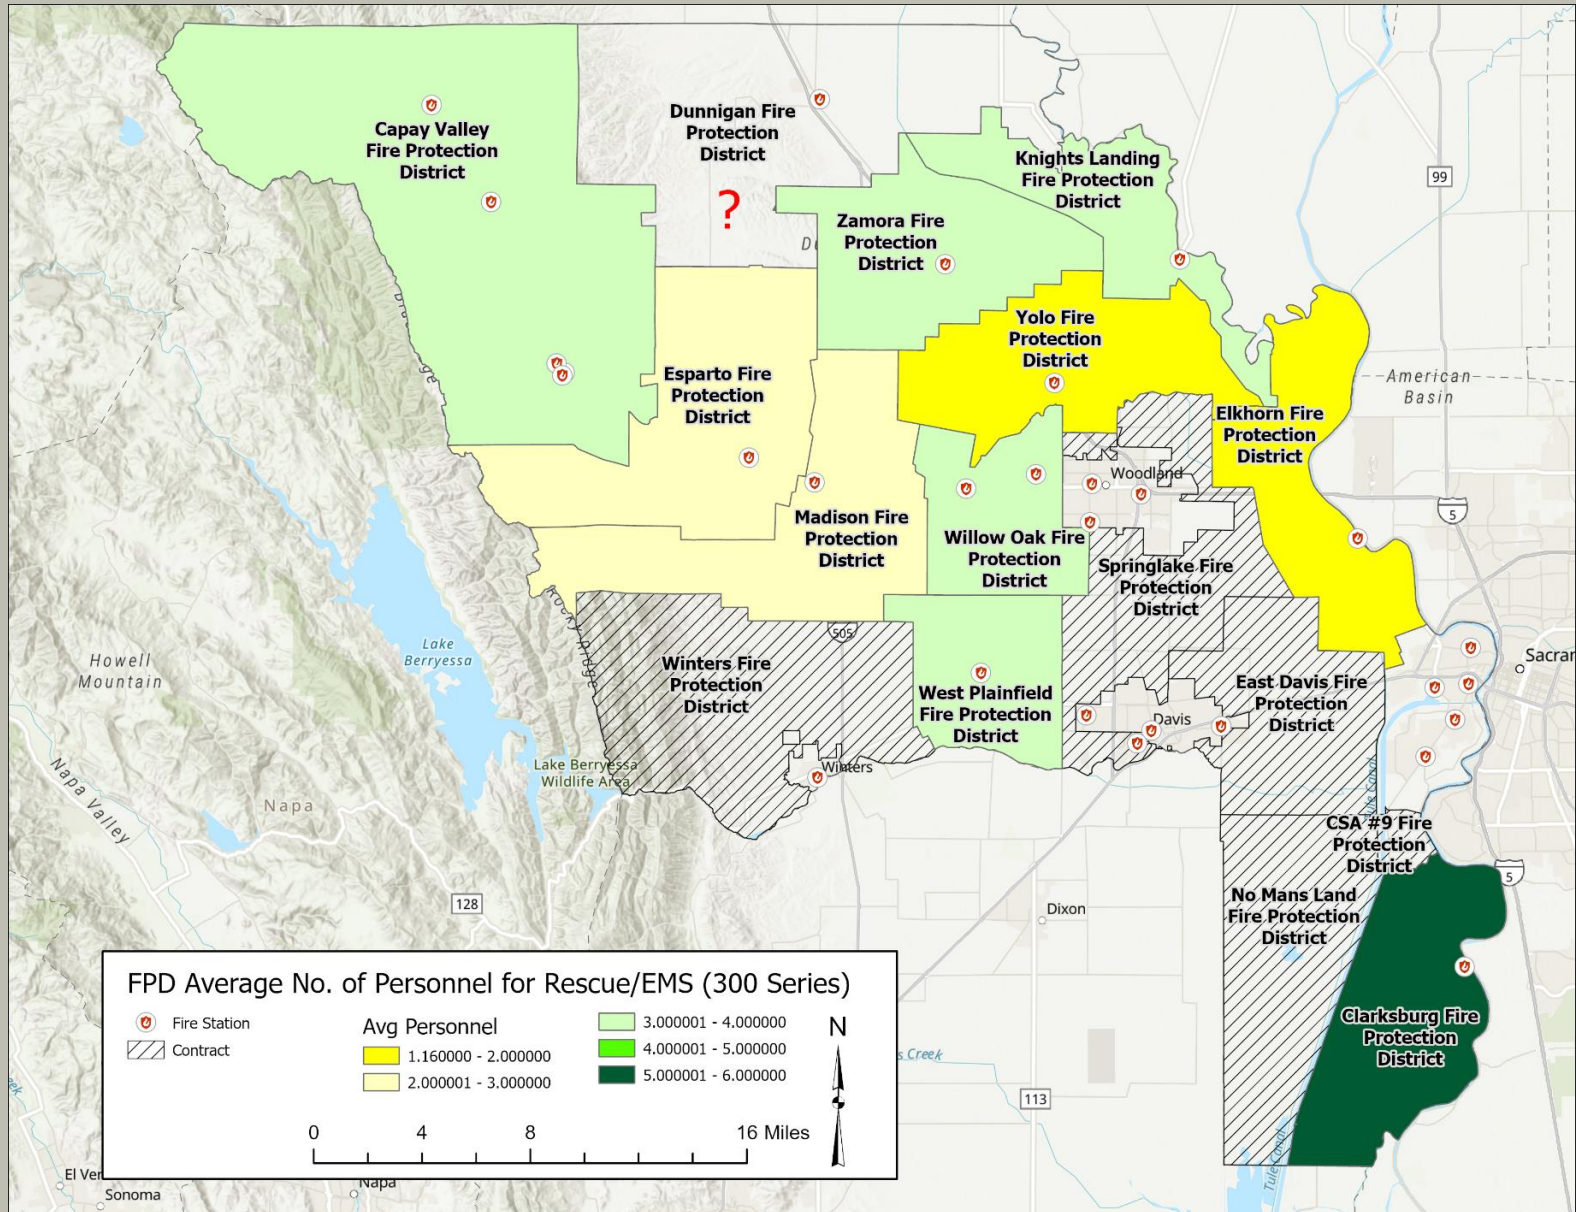 Capay Valley
Fire Protection
District
Dunnigan Fire
Protection
District
?
Knights Landing
Fire Protection
District
99
Zamora Fire
Protection
District
Yolo Fire
Protection
District
Esparto Fire
Protection
District
American
Basin
Elkhorn Fire
Protection
District
Woodland
5
Madison Fire
Protection
District
Willow Oak Fire
Protection
District
Springlake Fire
Protection
District
Rocky Ridge
505
Lake
Berryessa
Howell
Mountain
Winters Fire
Protection
District
West Plainfield
Fire Protection
District
East Davis Fire
Protection
District
Sacrar
Davis
Winters
Lake Berryessa
Wildlife Area
Napa Valley
Napa
Tule Canal
CSA #9 Fire
Protection
District
5
128
Dixon
No Mans Land
Fire Protection
District
Clarksburg Fire
Protection
District
s Creek
113
Tule Canal
FPD Average No. of Personnel for Rescue/EMS (300 Series)
Fire Station
Contract
Avg Personnel
1.160000 - 2.000000
2.000001 - 3.000000
3.000001 - 4.000000
4.000001 - 5.000000
5.000001 - 6.000000
N
0 4 8 16 Miles
El Ver
Sonoma
Napa